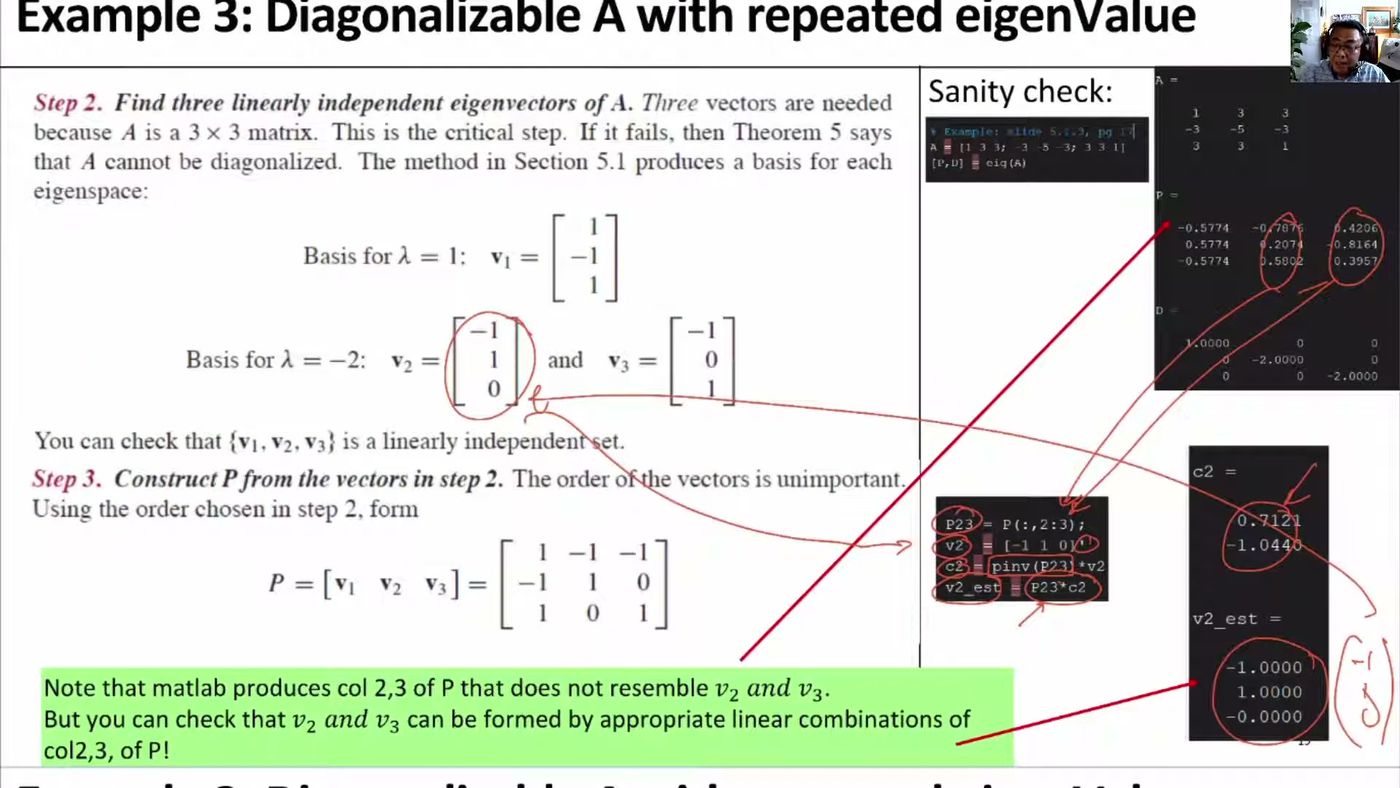 Example 3: Diagonalizable A with repeated eigenValue
Step 2. Find three linearly independent eigenvectors of A. Three vectors are needed
because A is a 3 × 3 matrix. This is the critical step. If it fails, then Theorem 5 says
that A cannot be diagonalized. The method in Section 5.1 produces a basis for each
eigenspace:
Basis for λ = 1: v₁ = [1 −1 1]
Basis for λ = −2: v₂ = [−1 1 0] and v₃ = [−1 0 1]
You can check that {v₁, v₂, v₃} is a linearly independent set.
Step 3. Construct P from the vectors in step 2. The order of the vectors is unimportant.
Using the order chosen in step 2, form
P = [v₁ v₂ v₃] =
1 −1 −1
−1 1 0
1 0 1
Note that matlab produces col 2,3 of P that does not resemble v₂ and v₃.
But you can check that v₂ and v₃ can be formed by appropriate linear combinations of
col2,3, of P!
Sanity check:
% Example: slide 5.1.3, pg
A = [1 3 3; -3 -5 -3; 3 3 1]
[P,D] = eig(A)
A =
1 3 3
-3 -5 -3
3 3 1
P =
-0.5774
0.5774 0.2074 -0.8164
-0.5774 0.5802 0.3957
D =
1.0000 0 0
0 -2.0000 0
0 0 -2.0000
P23 = P(:,2:3);
v2 = [-1 1 0]'
c2 = pinv(P23)*v2
v2_est = P23*c2
c2 =
0.7121
-1.0440
v2_est =
-1.0000
1.0000
-0.0000